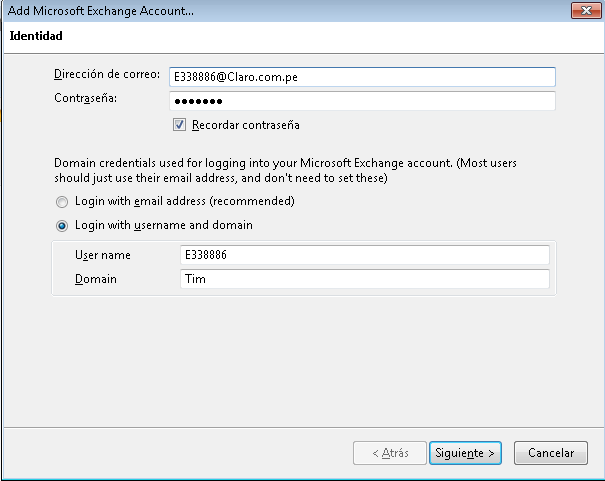 Add Microsoft Exchange Account...
Identidad
Dirección de correo: E338886@Claro.com.pe
Contraseña: •••••••
Recordar contraseña
Domain credentials used for logging into your Microsoft Exchange account. (Most users
should just use their email address, and don't need to set these)
Login with email address (recommended)
Login with username and domain
User name E338886
Domain Tim
< Atrás Siguiente > Cancelar